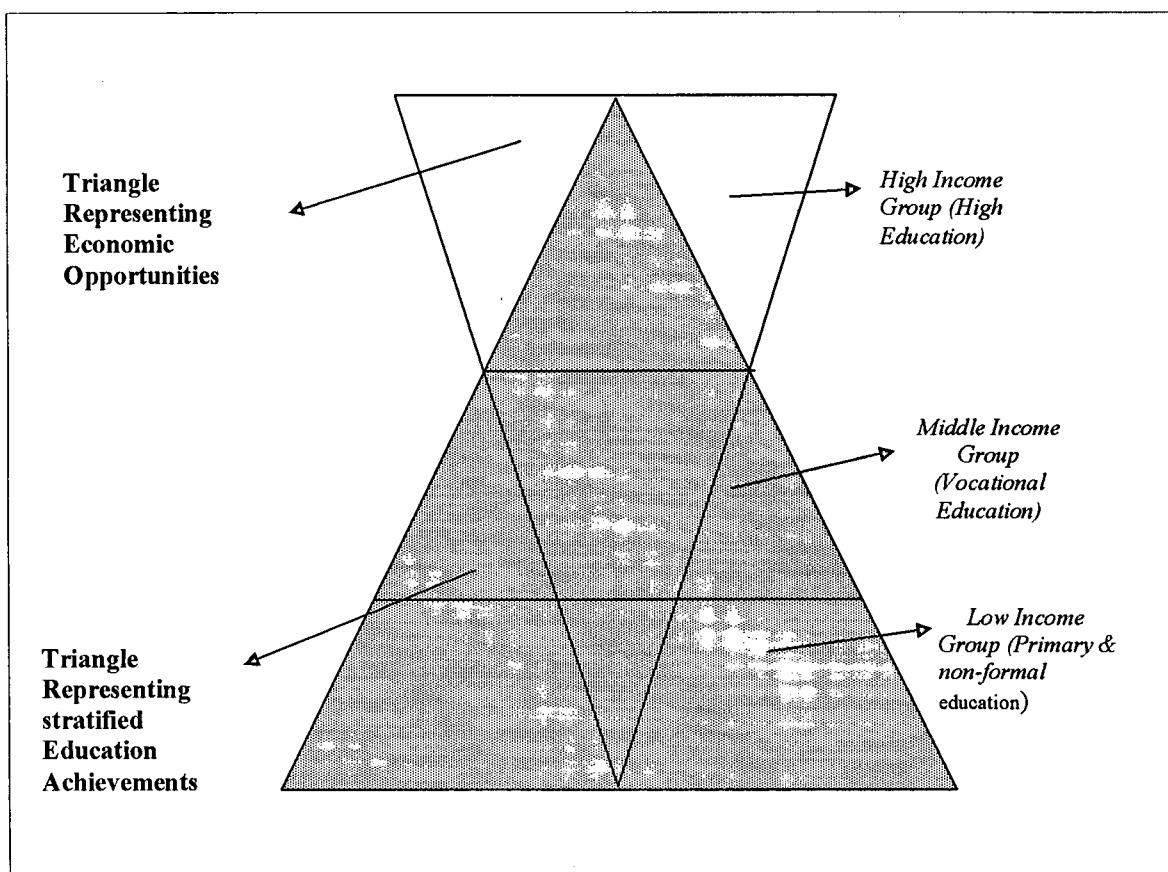 Triangle
Representing
Economic
Opportunities
High Income
Group (High
Education)
Middle Income
Group
(Vocational
Education)
Low Income
Group (Primary &
non-formal
education)
Triangle
Representing
stratified
Education
Achievements